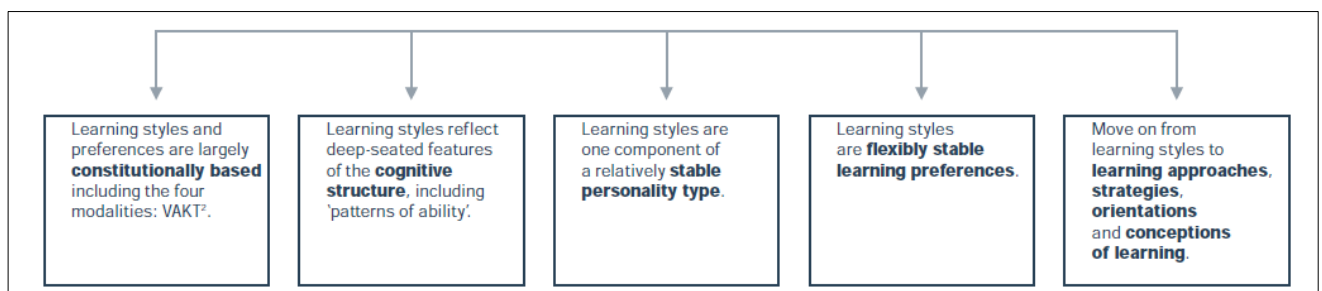 Learning styles and
preferences are largely
constitutionally based
including the four
modalities: VAKT².
Learning styles reflect
deep-seated features
of the cognitive
structure, including
‘patterns of ability’.
Learning styles are
one component of
a relatively stable
personality type.
Learning styles
are flexibly stable
learning preferences.
Move on from
learning styles to
learning approaches,
strategies,
orientations
and conceptions
of learning.